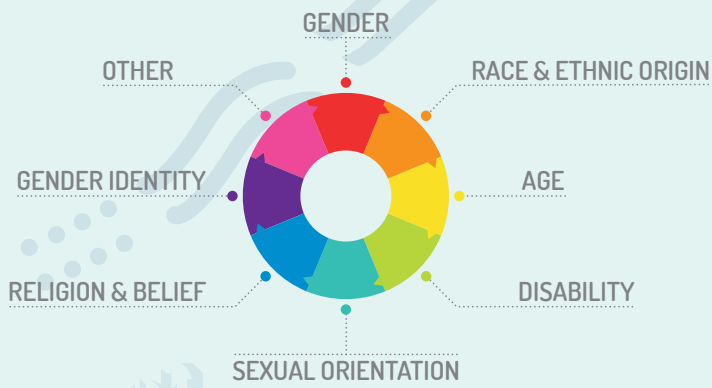 GENDER
OTHER
RACE & ETHNIC ORIGIN
GENDER IDENTITY
AGE
RELIGION & BELIEF
DISABILITY
SEXUAL ORIENTATION